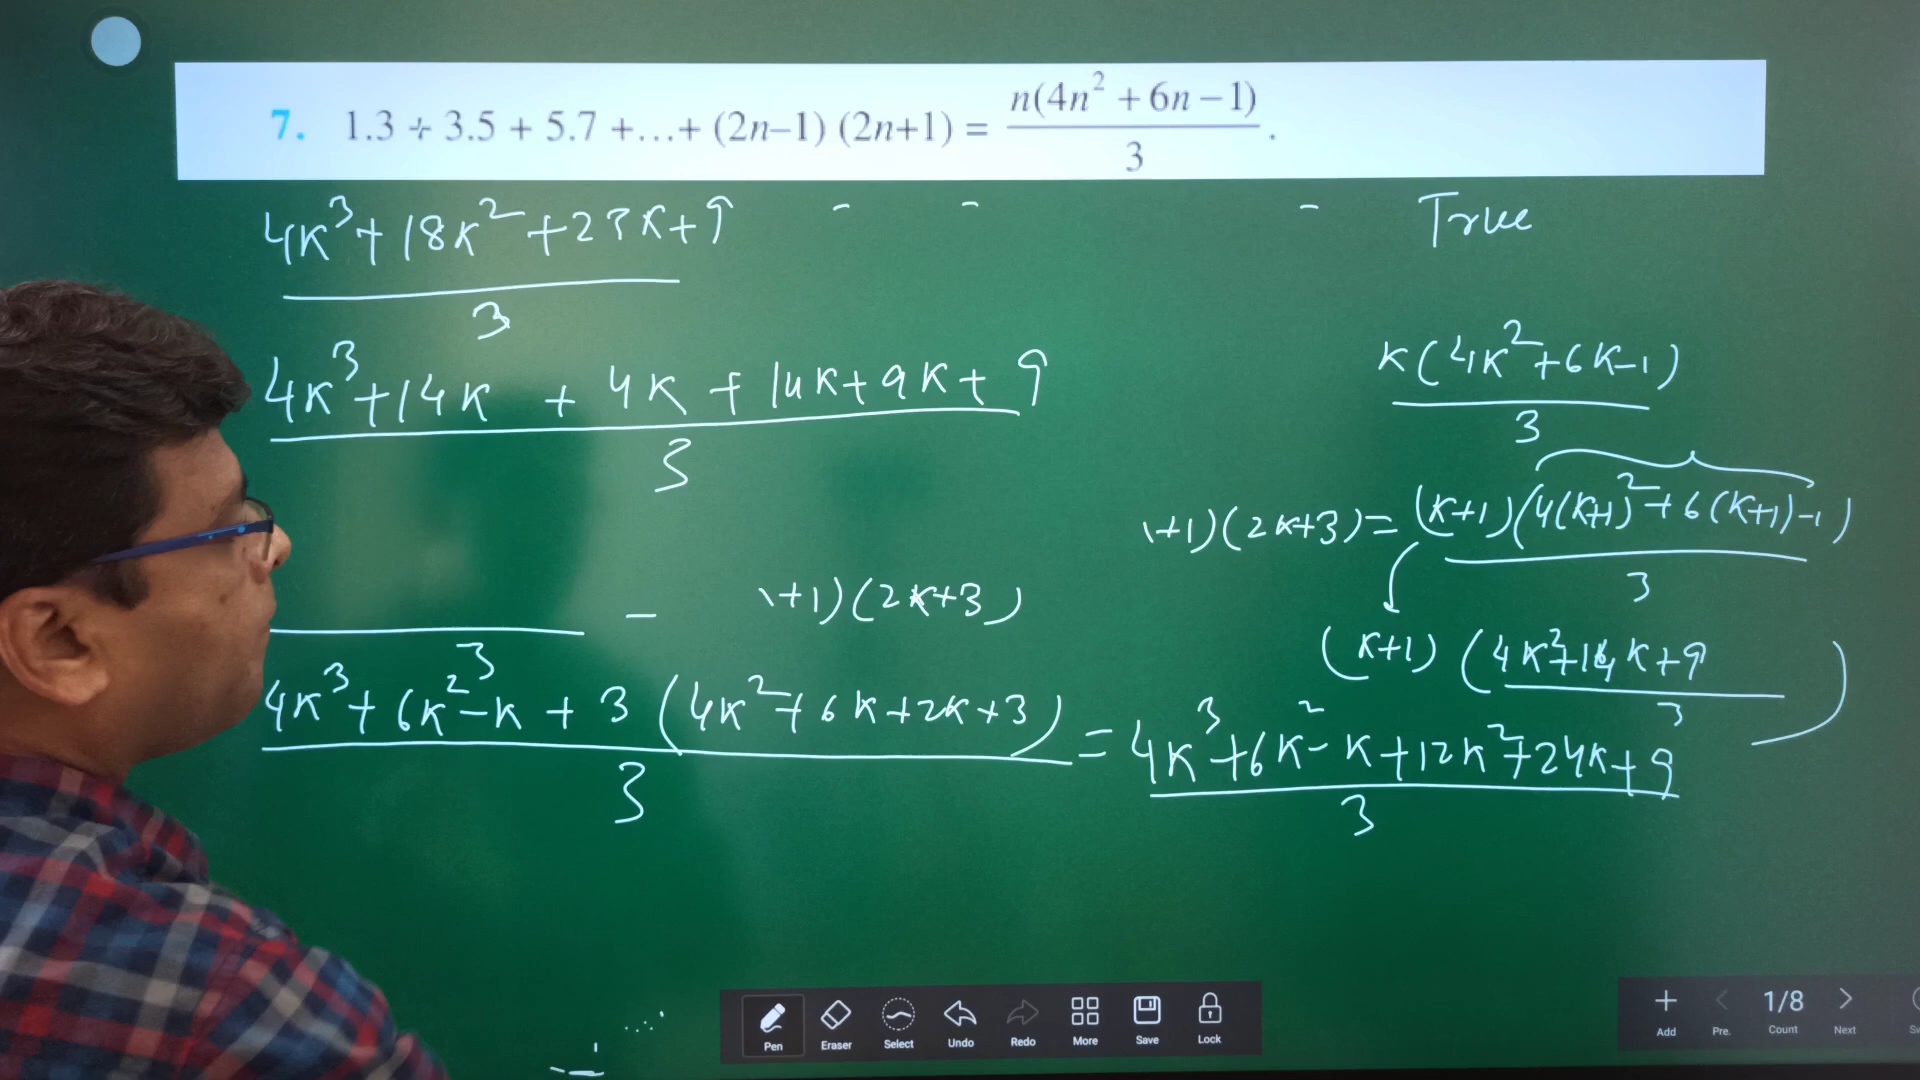 7. 1.3 + 3.5 + 5.7 +...+ (2n–1) (2n+1) = n(4n² + 6n – 1) / 3 .
4K³+18K²+23K+9 / 3 - - - True
4K³+14K + 4K + 14K+9K+9 / 3
K(4K²+6K-1) / 3
+1)(2K+3) = (K+1)(4(K+1)²+6(K+1)-1) / 3
- +1)(2K+3)
3
(K+1) (4K²+14K+9 / 3)
4K³+6K²-K + 3(4K²+6K+2K+3) / 3 = 4K³+6K²-K+12K²+24K+9 / 3
Pen Eraser Select Undo Redo More Save Lock
Add Pre. 1/8 Count Next